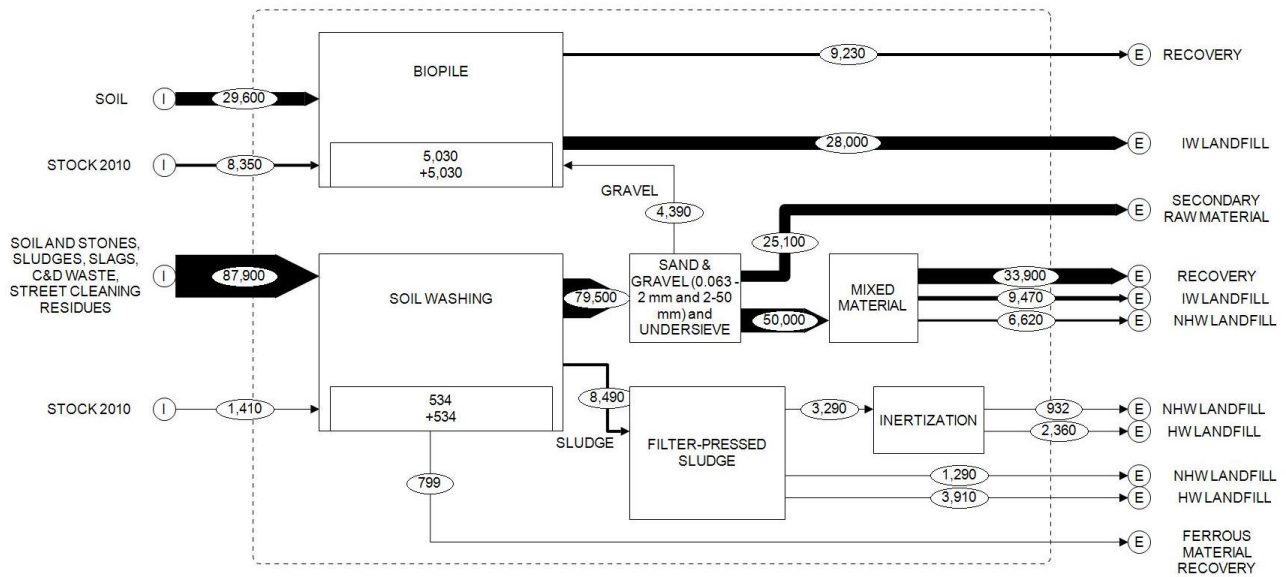 BIOPILE
9,230
E
RECOVERY
SOIL
I
29,600
28,000
E
IW LANDFILL
STOCK 2010
I
8,350
5,030
+5,030
GRAVEL
4,390
SECONDARY
RAW MATERIAL
E
25,100
SOIL AND STONES,
SLUDGES, SLAGS,
C&D WASTE,
STREET CLEANING
RESIDUES
I
87,900
SOIL WASHING
79,500
SAND &
GRAVEL (0.063 -
2 mm and 2-50
mm) and
UNDERSIEVE
50,000
MIXED
MATERIAL
33,900
E
RECOVERY
9,470
E
IW LANDFILL
6,620
E
NHW LANDFILL
STOCK 2010
I
1,410
534
+534
8,490
SLUDGE
FILTER-PRESSED
SLUDGE
3,290
INERTIZATION
932
E
NHW LANDFILL
2,360
E
HW LANDFILL
1,290
E
NHW LANDFILL
3,910
E
HW LANDFILL
799
E
FERROUS
MATERIAL
RECOVERY